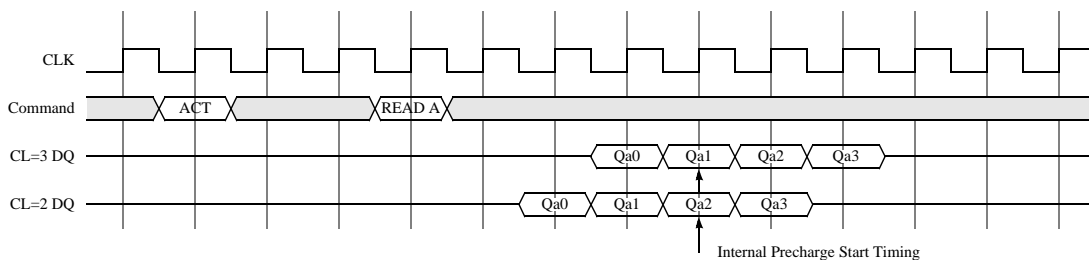 CLK
Command ACT READ A
CL=3 DQ Qa0 Qa1 Qa2 Qa3
CL=2 DQ Qa0 Qa1 Qa2 Qa3
Internal Precharge Start Timing